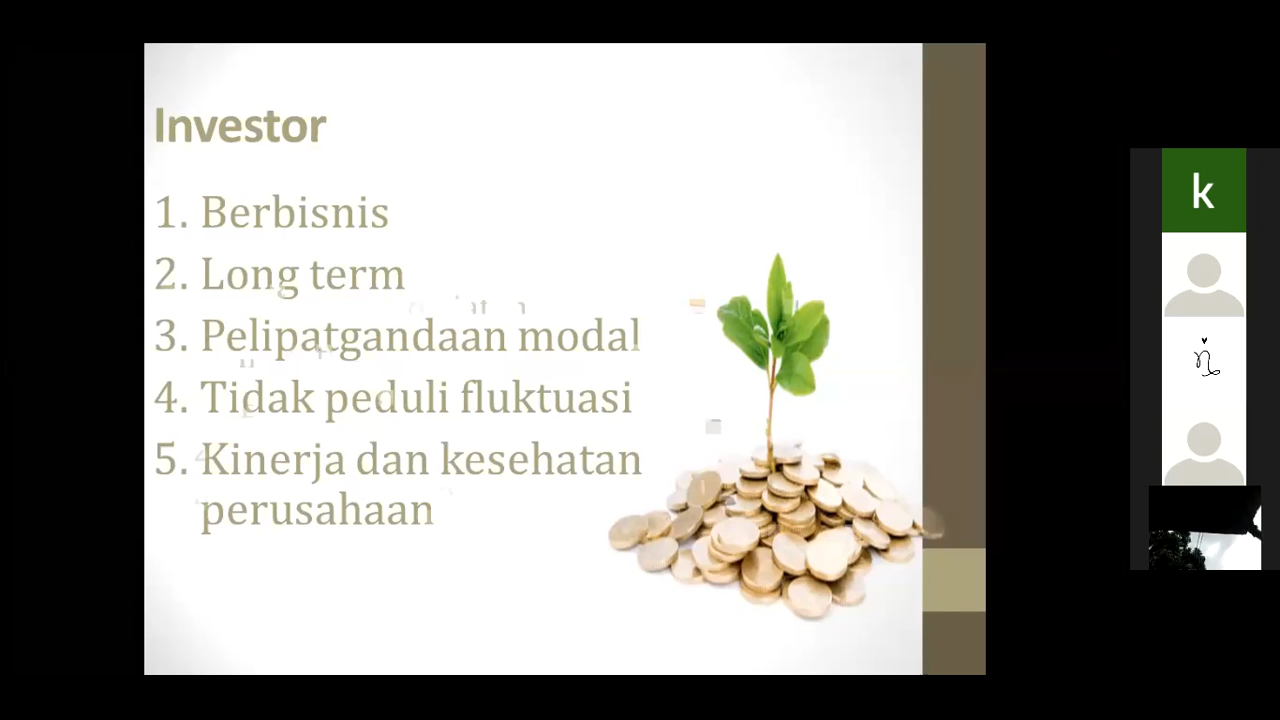 Investor
1. Berbisnis
2. Long term
3. Pelipatgandaan modal
4. Tidak peduli fluktuasi
5. Kinerja dan kesehatan
perusahaan
k